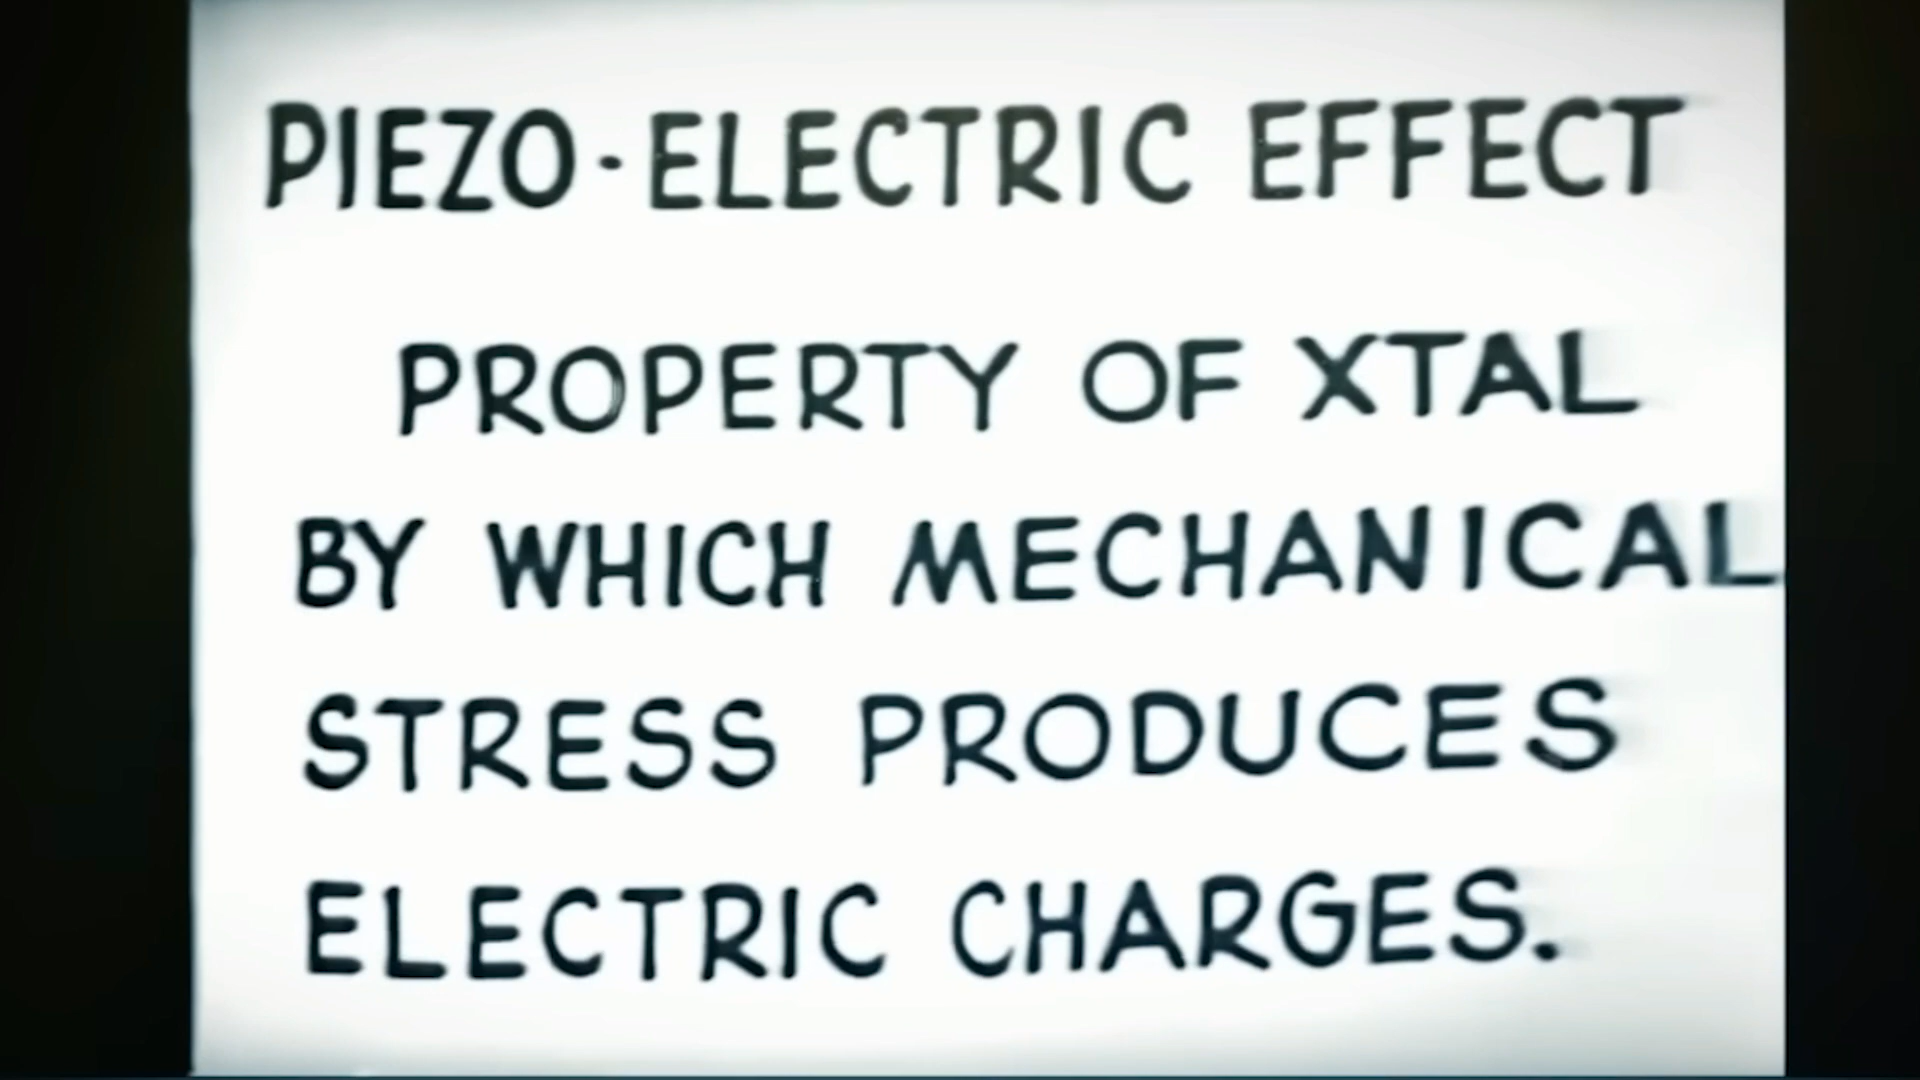 PIEZO-ELECTRIC EFFECT
PROPERTY OF XTAL
BY WHICH MECHANICAL
STRESS PRODUCES
ELECTRIC CHARGES.